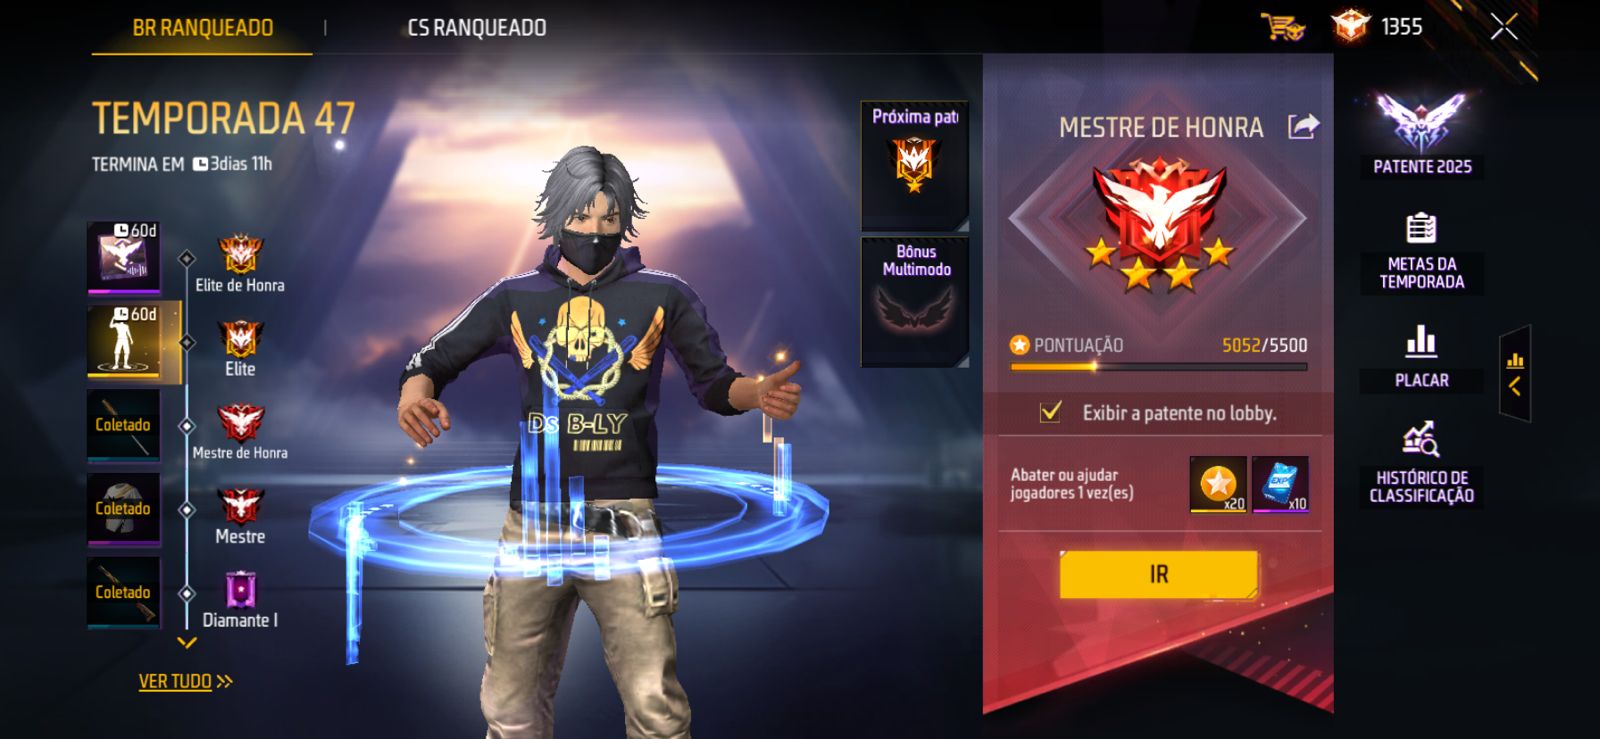 BR RANQUEADO
CS RANQUEADO
1355
TEMPORADA 47
TERMINA EM 3dias 11h
60d
Elite de Honra
60d
Elite
Coletado
Mestre de Honra
Coletado
Mestre
Coletado
Diamante I
VER TUDO >>
Ds B-LY
Próxima pat
Bônus
Multimodo
MESTRE DE HONRA
PONTUAÇÃO 5052/5500
Exibir a patente no lobby.
Abater ou ajudar
jogadores 1 vez(es)
x20
EXP
x10
IR
PATENTE 2025
METAS DA
TEMPORADA
PLACAR
HISTÓRICO DE
CLASSIFICAÇÃO